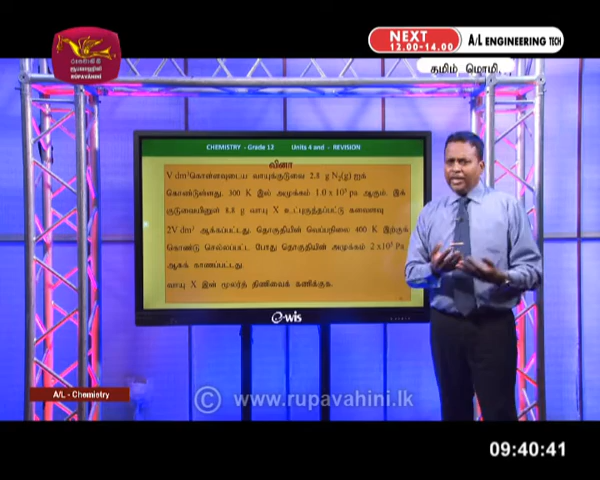 NEXT
12.00-14.00
A/L ENGINEERING TECH
தமிழ் மொழி
RUPAVAHINI
CHEMISTRY - Grade 12 Units 4 and - REVISION
வினா
V dm³கொள்ளவுடைய வாயுக்குடுவை 2.8 g N₂(g) ஐக்
கொண்டுள்ளது. 300 K இல் அமுக்கம் 1.0 x 10⁵ pa ஆகும். இக்
குடுவையினுள் 8.8 g வாயு X உட்புகுத்தப்பட்டு கனவளவு
2V dm³ ஆக்கப்பட்டது. தொகுதியின் வெப்பநிலை 400 K இற்குக்
கொண்டு செல்லப்பட்ட போது தொகுதியின் அமுக்கம் 2 x10⁵ Pa
ஆகக் காணப்பட்டது.
வாயு X இன் மூலர்த் திணிவைக் கணிக்குக.
e-wis
A/L - Chemistry
© www.rupavahini.lk
09:40:41